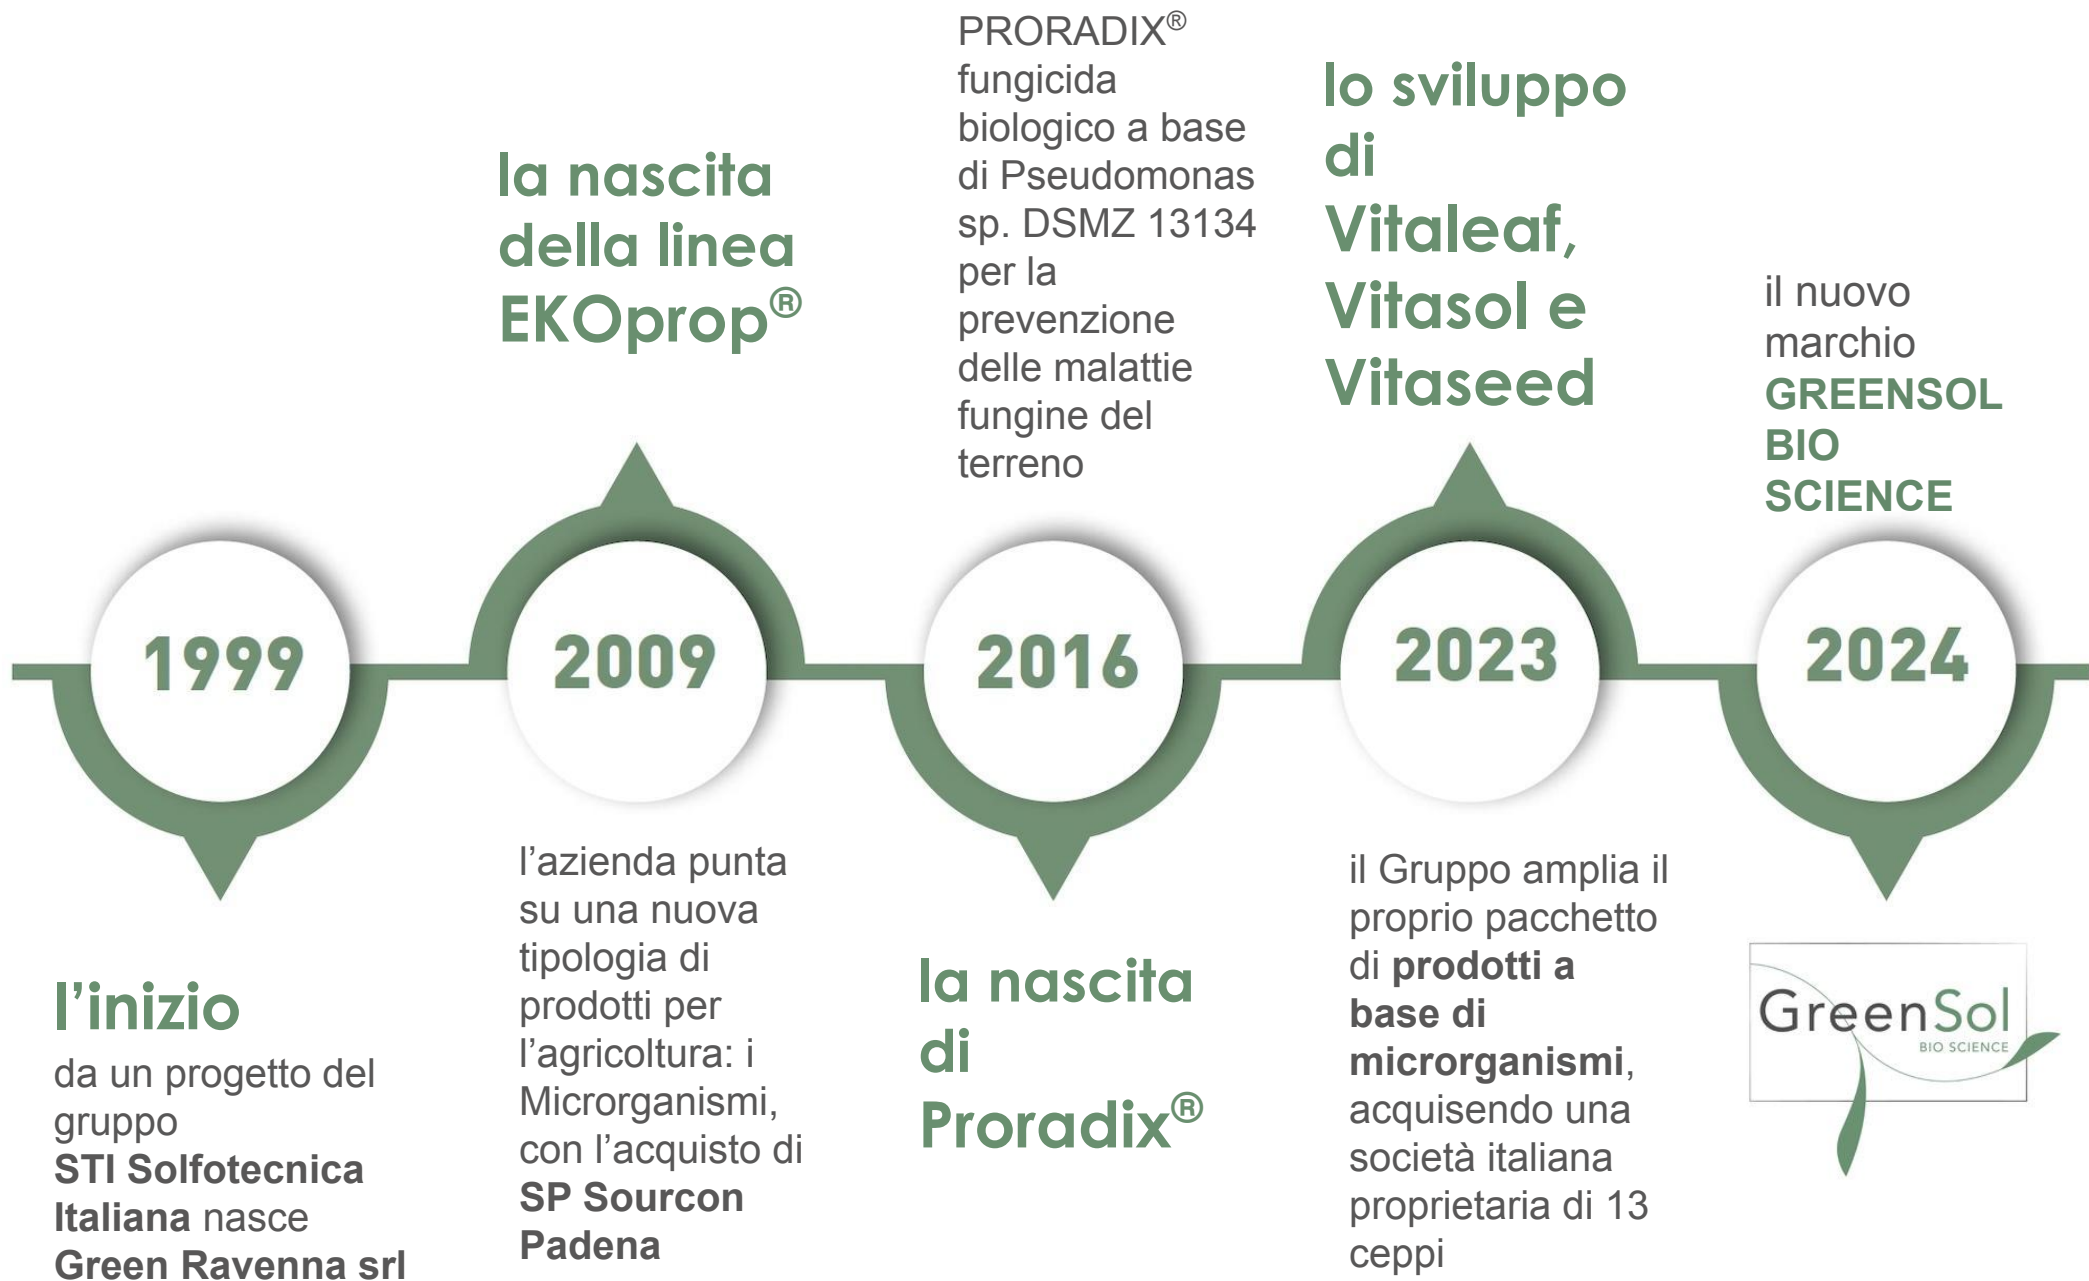 1999
l’inizio
da un progetto del
gruppo
STI Solfotecnica
Italiana nasce
Green Ravenna srl
la nascita
della linea
EKOprop®
2009
l’azienda punta
su una nuova
tipologia di
prodotti per
l’agricoltura: i
Microrganismi,
con l’acquisto di
SP Sourcon
Padena
PRORADIX®
fungicida
biologico a base
di Pseudomonas
sp. DSMZ 13134
per la
prevenzione
delle malattie
fungine del
terreno
2016
la nascita
di
Proradix®
lo sviluppo
di
Vitaleaf,
Vitasol e
Vitaseed
2023
il Gruppo amplia il
proprio pacchetto
di prodotti a
base di
microrganismi,
acquisendo una
società italiana
proprietaria di 13
ceppi
il nuovo
marchio
GREENSOL
BIO
SCIENCE
2024
GreenSol
BIO SCIENCE